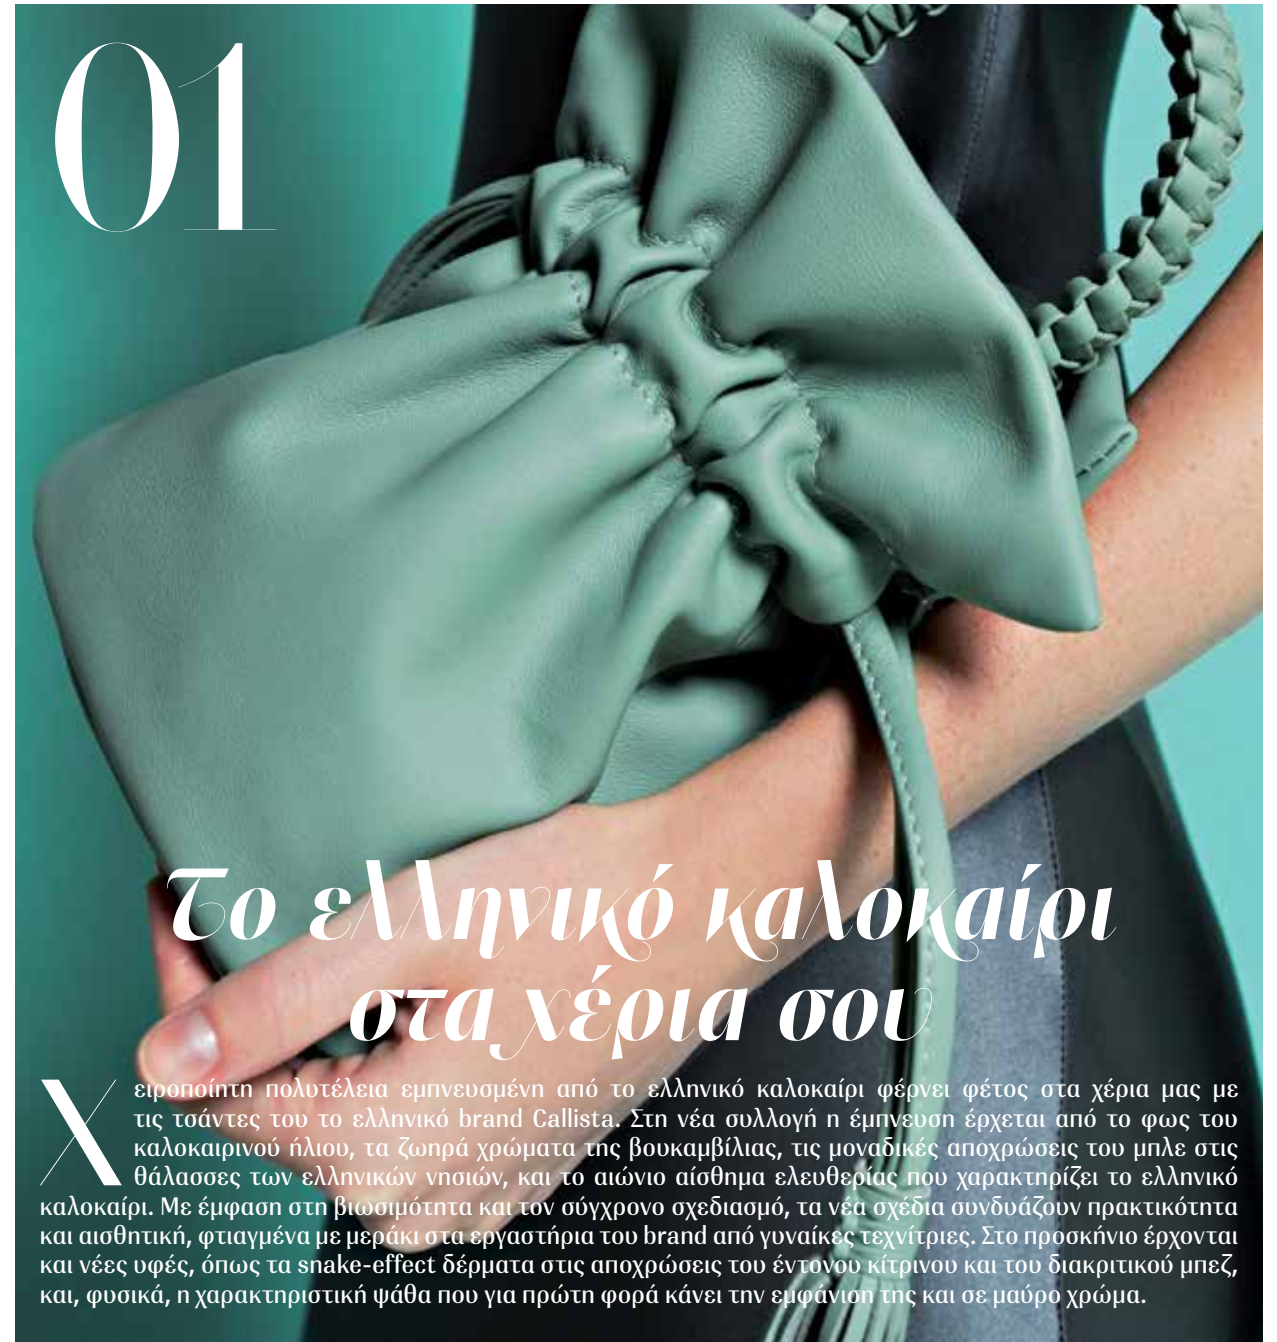 01
Το ελληνικό καλοκαίρι
στα χέρια σου
Χειροποίητη πολυτέλεια εμπνευσμένη από το ελληνικό καλοκαίρι φέρνει φέτος στα χέρια μας με
τις τσάντες του το ελληνικό brand Callista. Στη νέα συλλογή η έμπνευση έρχεται από το φως του
καλοκαιρινού ήλιου, τα ζωηρά χρώματα της βουκαμβίλιας, τις μοναδικές αποχρώσεις του μπλε στις
θάλασσες των ελληνικών νησιών, και το αιώνιο αίσθημα ελευθερίας που χαρακτηρίζει το ελληνικό
καλοκαίρι. Με έμφαση στη βιωσιμότητα και τον σύγχρονο σχεδιασμό, τα νέα σχέδια συνδυάζουν πρακτικότητα
και αισθητική, φτιαγμένα με μεράκι στα εργαστήρια του brand από γυναίκες τεχνίτριες. Στο προσκήνιο έρχονται
και νέες υφές, όπως τα snake-effect δέρματα στις αποχρώσεις του έντονου κίτρινου και του διακριτικού μπεζ,
και, φυσικά, η χαρακτηριστική ψάθα που για πρώτη φορά κάνει την εμφάνιση της και σε μαύρο χρώμα.